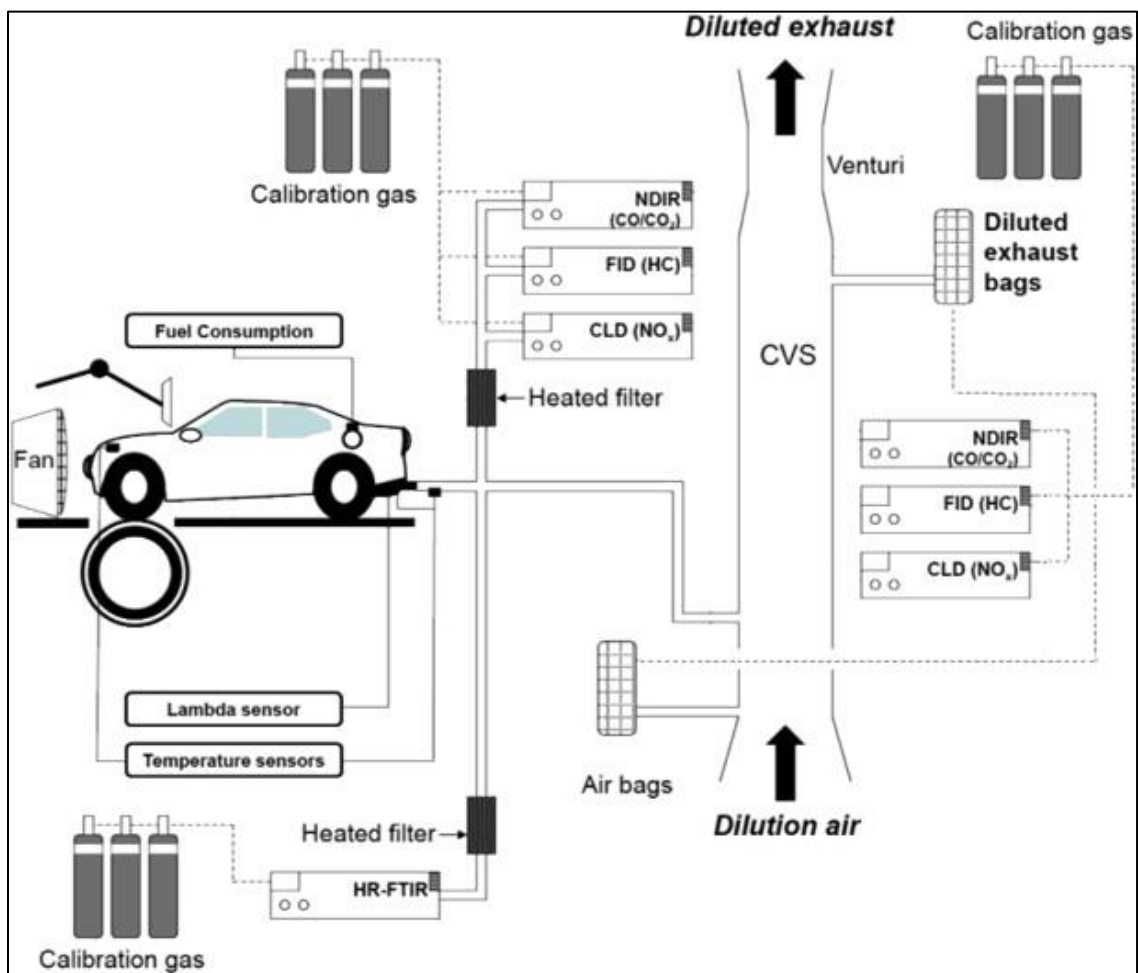 Diluted exhaust
Calibration gas
Calibration gas
Venturi
NDIR
(CO/CO₂)
FID (HC)
CLD (NOₓ)
Diluted
exhaust
bags
Fuel Consumption
Heated filter
CVS
Fan
NDIR
(CO/CO₂)
FID (HC)
CLD (NOₓ)
Lambda sensor
Temperature sensors
Air bags
Dilution air
Heated filter
HR-FTIR
Calibration gas